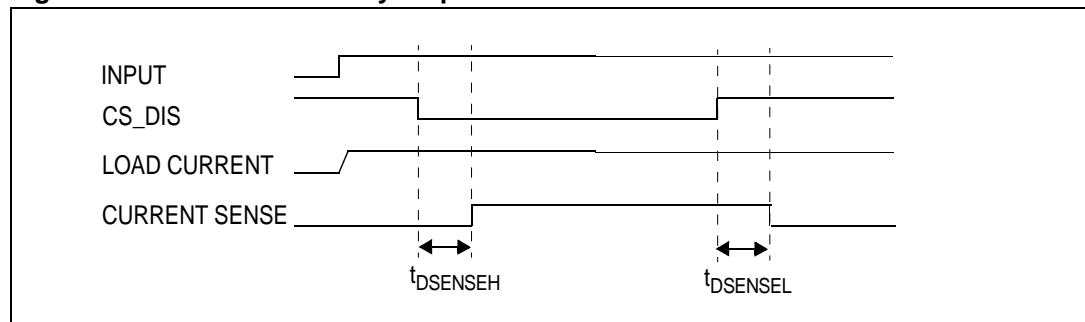 INPUT
CS_DIS
LOAD CURRENT
CURRENT SENSE
tDSENSEH
tDSENSEL